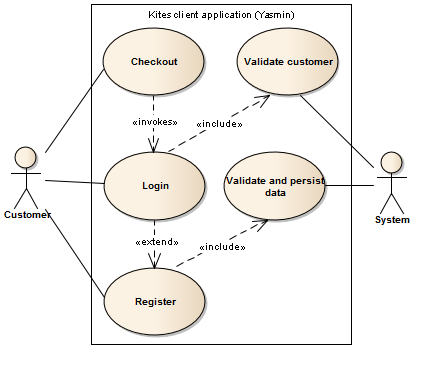 Kites client application (Yasmin)
Checkout
Validate customer
«invokes»
«include»
Login
Validate and persist
data
Customer
System
«extend»
«include»
Register